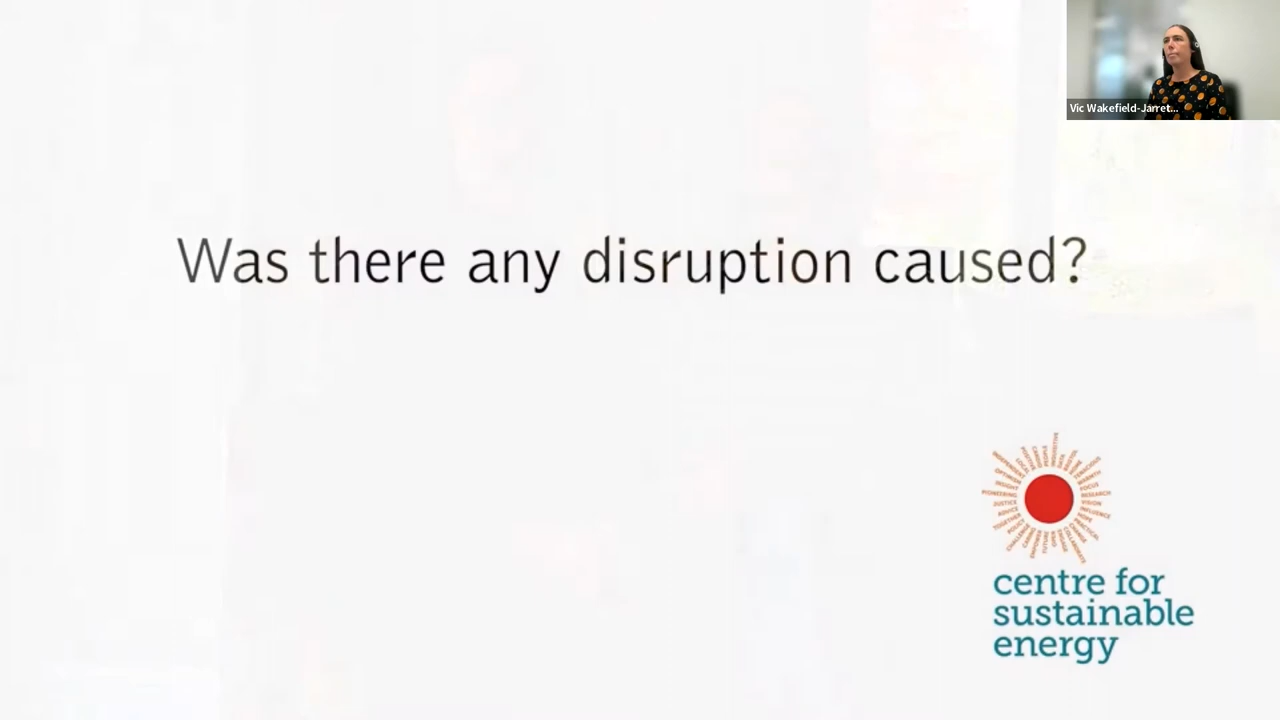 Vic Wakefield-Jarret...
Was there any disruption caused?
centre for
sustainable
energy